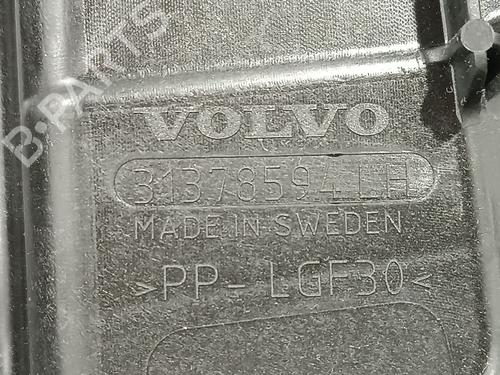 B-PARTS
VOLVO
31378594 LH
MADE IN SWEDEN
>PP-LGF30<